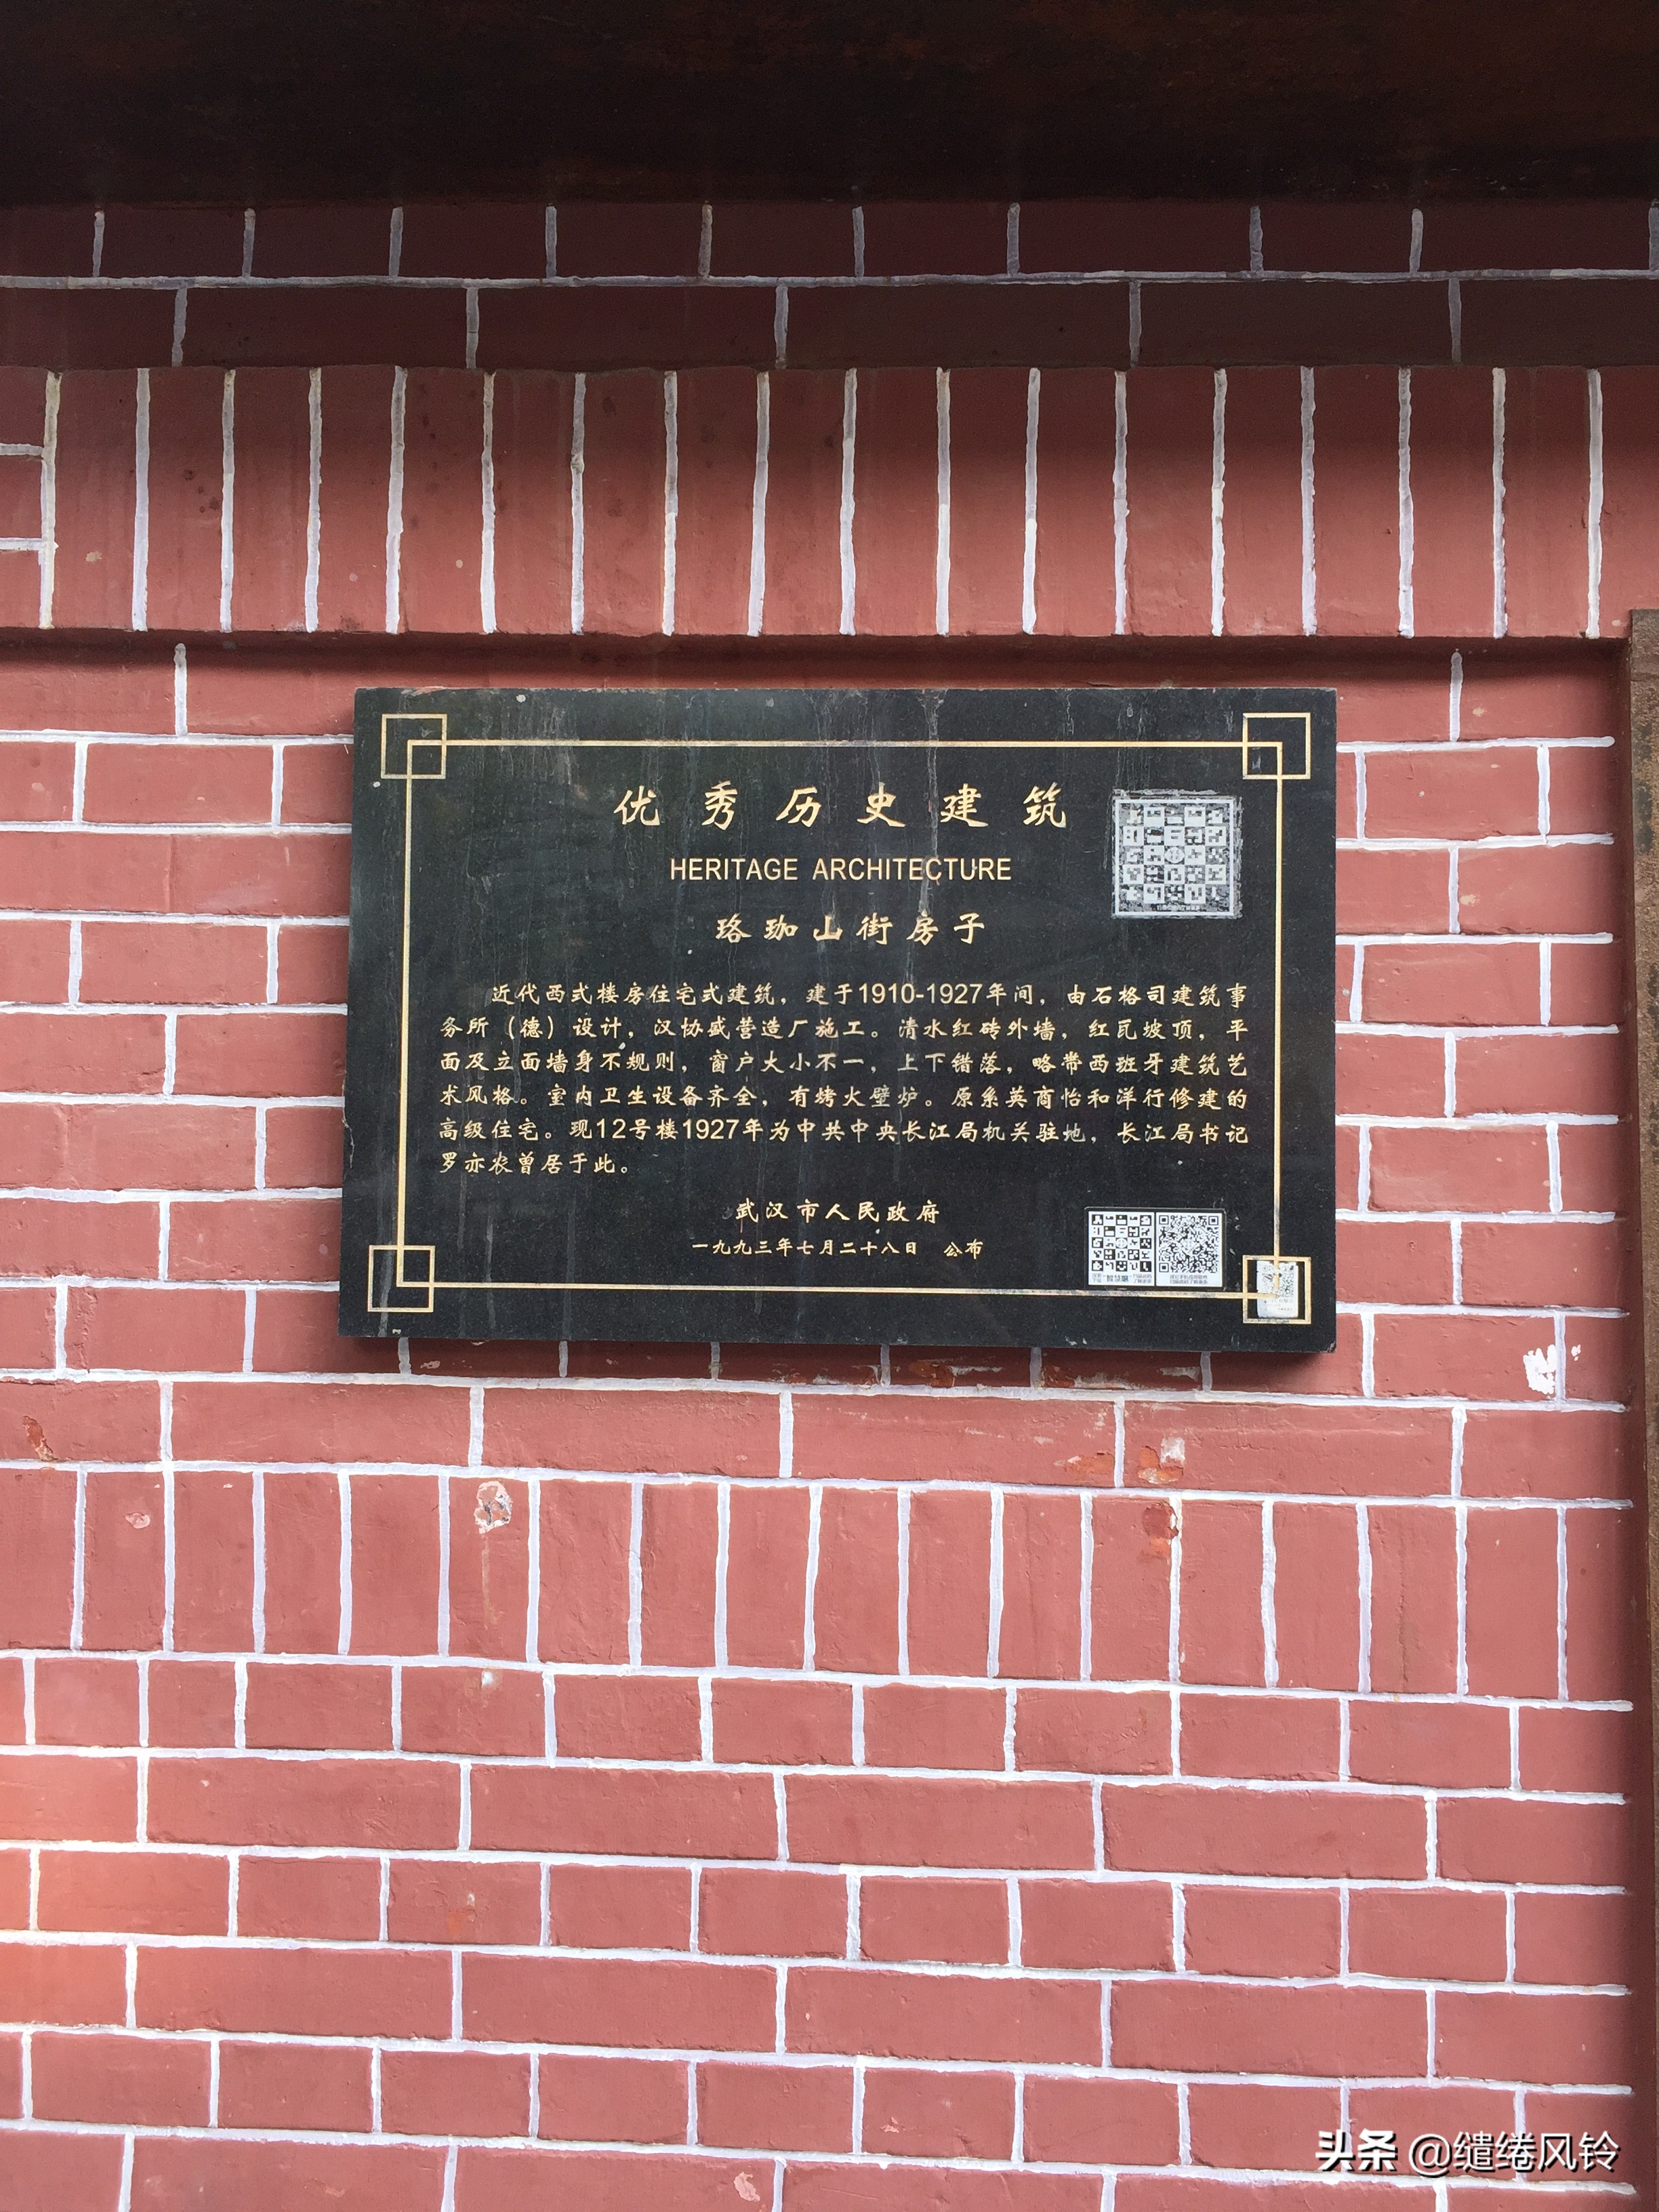 优秀历史建筑
HERITAGE ARCHITECTURE
珞珈山街房子
近代西式楼房住宅式建筑，建于1910-1927年间，由石格司建筑事
务所（德）设计，汉协盛营造厂施工。清水红砖外墙，红瓦坡顶，平
面及立面墙身不规则，窗户大小不一，上下错落，略带西班牙建筑艺
术风格。室内卫生设备齐全，有烤火壁炉。原系英商怡和洋行修建的
高级住宅。现12号楼1927年为中共中央长江局机关驻地，长江局书记
罗亦农曾居于此。
武汉市人民政府
一九九三年七月二十八日 公布
头条 @缱绻风铃